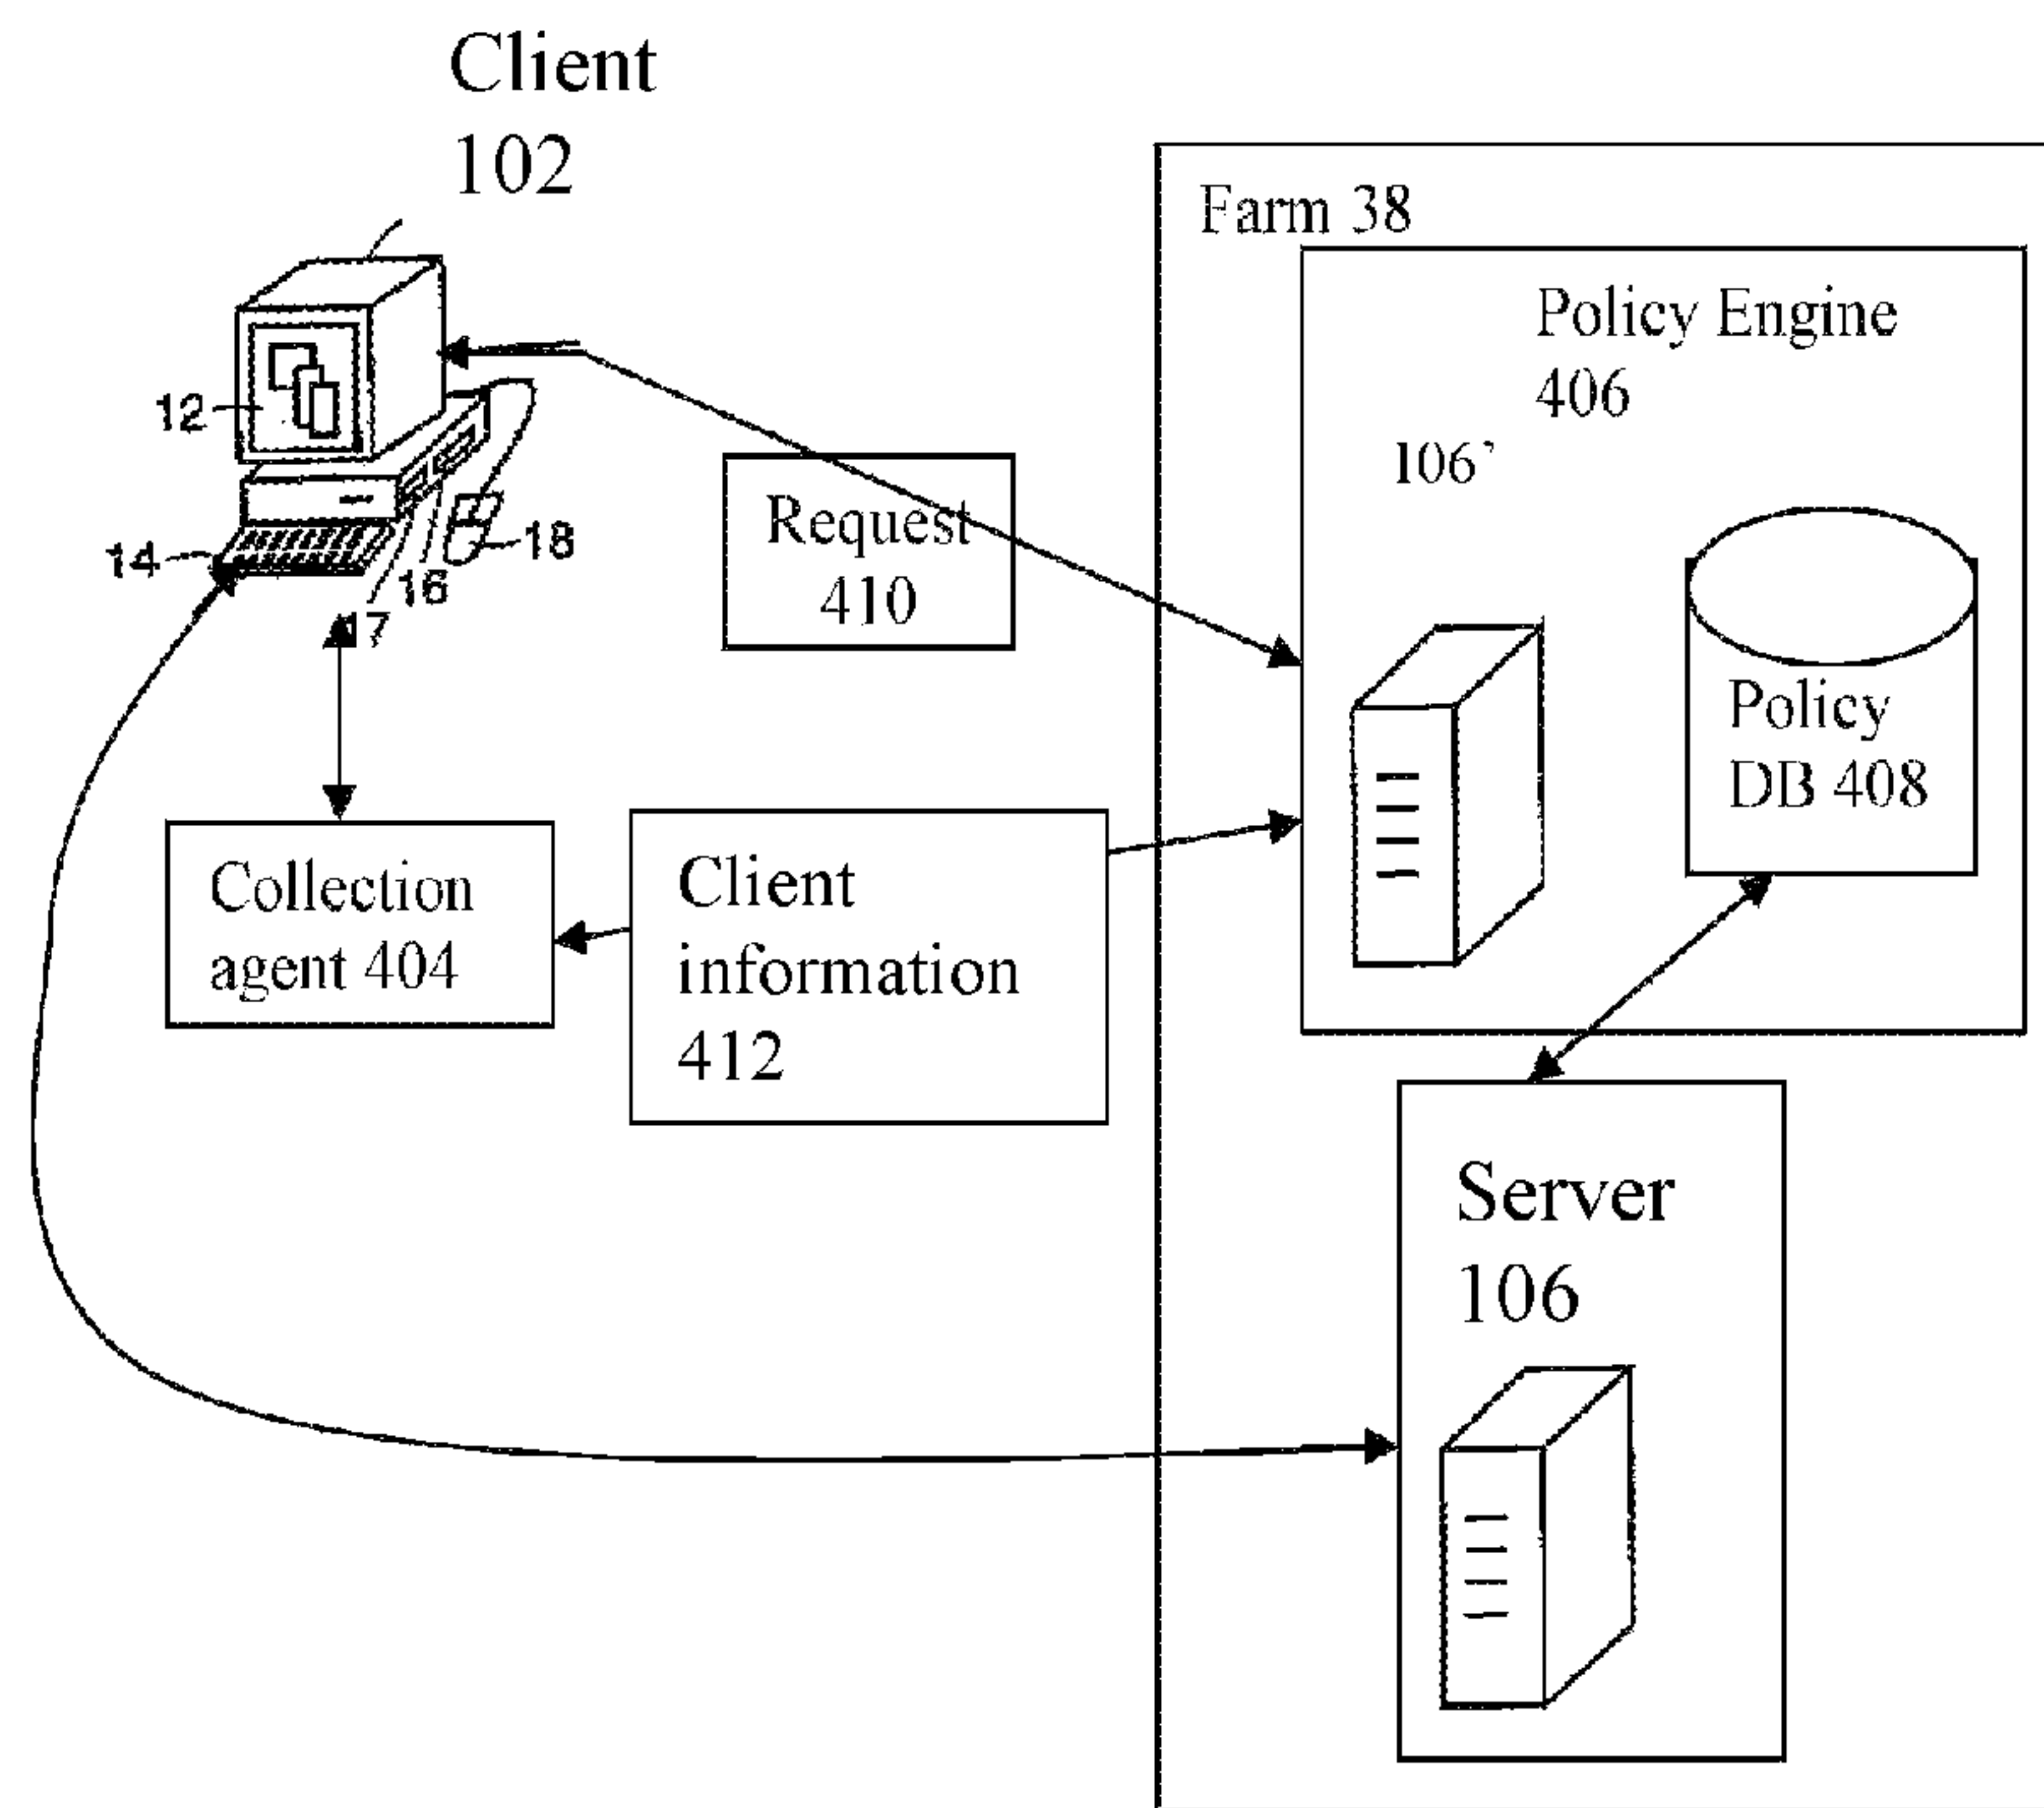 Client
102
Farm 38
Policy Engine
406
106’
12
14
17
16
18
Request
410
Policy
DB 408
Collection
agent 404
Client
information
412
Server
106